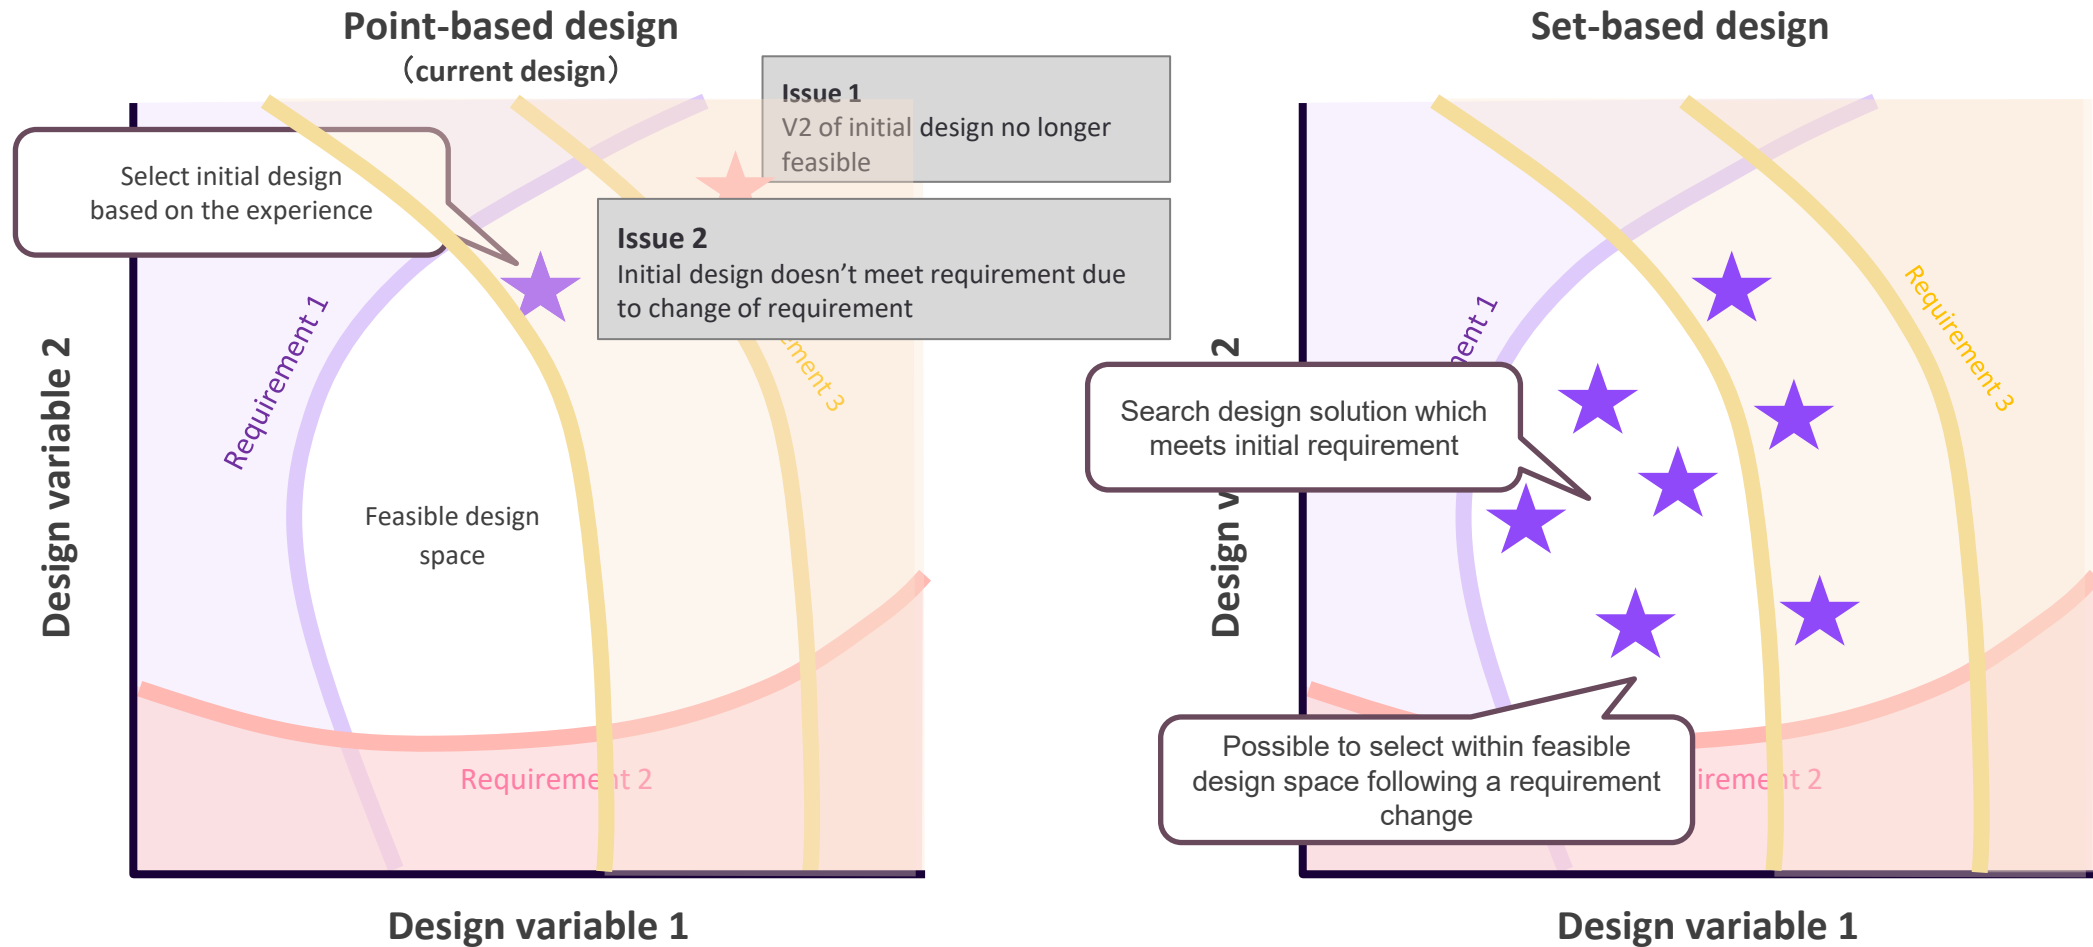 Point-based design
（current design）
Issue 1
V2 of initial design no longer
feasible
Select initial design
based on the experience
Issue 2
Initial design doesn’t meet requirement due
to change of requirement
Requirement 1
ement 3
Feasible design
space
Requirement 2
Design variable 2
Design variable 1
Set-based design
ment 1
Requirement 3
Search design solution which
meets initial requirement
Possible to select within feasible
design space following a requirement
change
irement 2
Design v
2
Design variable 1